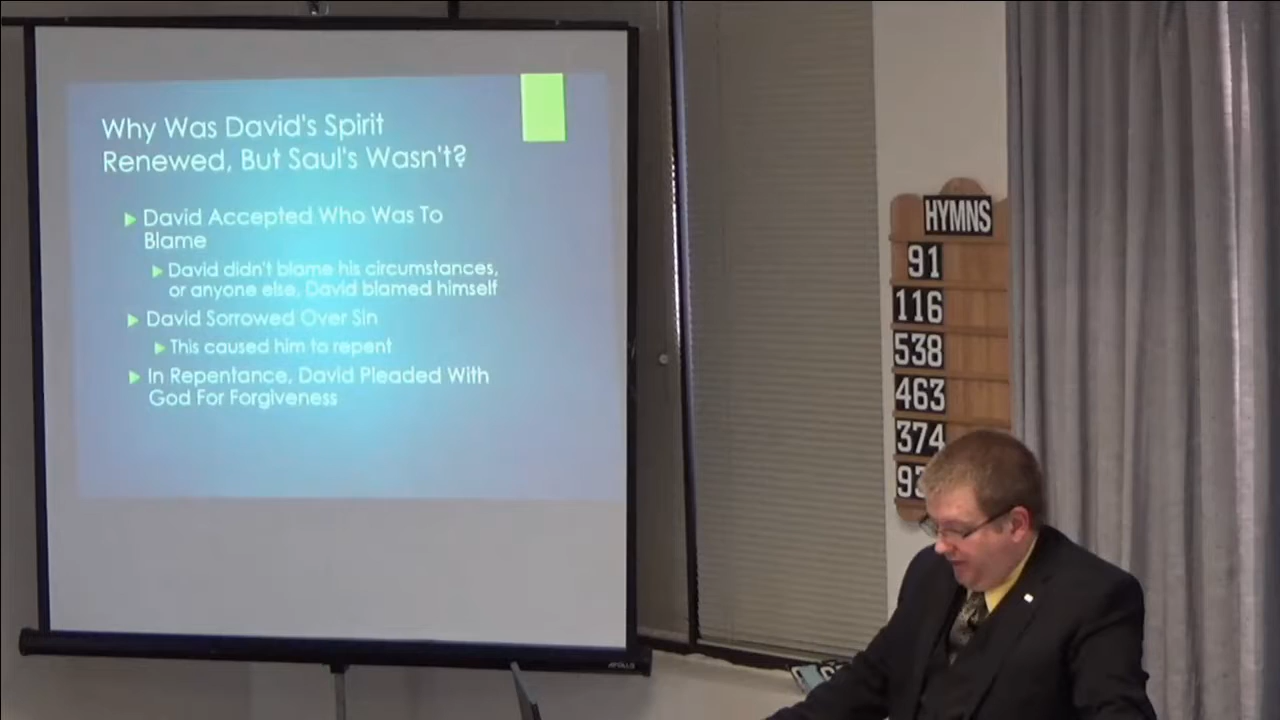 Why Was David's Spirit
Renewed, But Saul's Wasn't?
David Accepted Who Was To
Blame
David didn't blame his circumstances,
or anyone else, David blamed himself
David Sorrowed Over Sin
This caused him to repent
In Repentance, David Pleaded With
God For Forgiveness
HYMNS
91
116
538
463
374
APOLLO